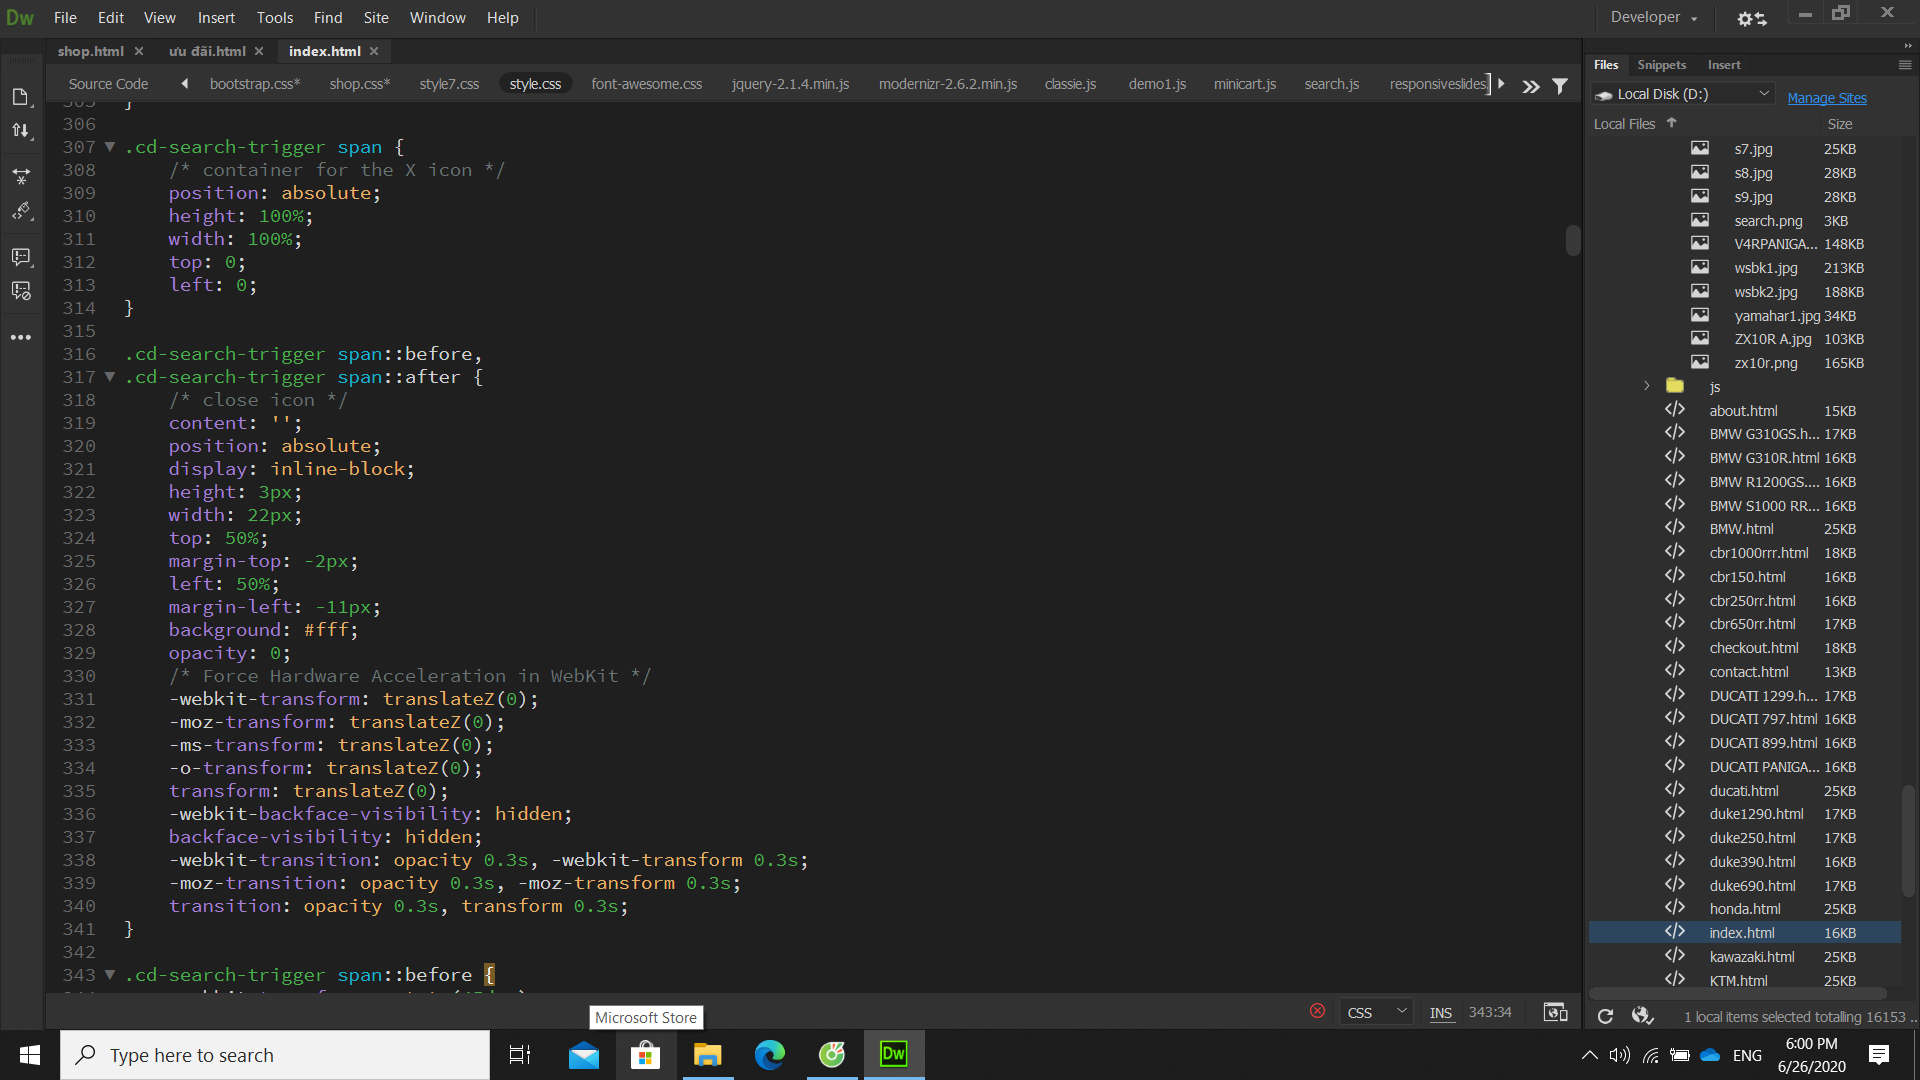 Dw File Edit View Insert Tools Find Site Window Help Developer
shop.html × ưu đãi.html × index.html ×
Source Code bootstrap.css* shop.css* style7.css style.css font-awesome.css jquery-2.1.4.min.js modernizr-2.6.2.min.js classie.js demo1.js minicart.js search.js responsiveslides
305 }
306
307 .cd-search-trigger span {
308 /* container for the X icon */
309 position: absolute;
310 height: 100%;
311 width: 100%;
312 top: 0;
313 left: 0;
314 }
315
316 .cd-search-trigger span::before,
317 .cd-search-trigger span::after {
318 /* close icon */
319 content: '';
320 position: absolute;
321 display: inline-block;
322 height: 3px;
323 width: 22px;
324 top: 50%;
325 margin-top: -2px;
326 left: 50%;
327 margin-left: -11px;
328 background: #fff;
329 opacity: 0;
330 /* Force Hardware Acceleration in WebKit */
331 -webkit-transform: translateZ(0);
332 -moz-transform: translateZ(0);
333 -ms-transform: translateZ(0);
334 -o-transform: translateZ(0);
335 transform: translateZ(0);
336 -webkit-backface-visibility: hidden;
337 backface-visibility: hidden;
338 -webkit-transition: opacity 0.3s, -webkit-transform 0.3s;
339 -moz-transition: opacity 0.3s, -moz-transform 0.3s;
340 transition: opacity 0.3s, transform 0.3s;
341 }
342
343 .cd-search-trigger span::before {
CSS INS 343:34
Files Snippets Insert
Local Disk (D:) Manage Sites
Local Files Size
s7.jpg 25KB
s8.jpg 28KB
s9.jpg 28KB
search.png 3KB
V4RPANIGA... 148KB
wsbk1.jpg 213KB
wsbk2.jpg 188KB
yamahar1.jpg 34KB
ZX10R A.jpg 103KB
zx10r.png 165KB
js
about.html 15KB
BMW G310GS.h... 17KB
BMW G310R.html 16KB
BMW R1200GS.... 16KB
BMW S1000 RR... 16KB
BMW.html 25KB
cbr1000rrr.html 18KB
cbr150.html 16KB
cbr250rr.html 16KB
cbr650rr.html 17KB
checkout.html 18KB
contact.html 13KB
DUCATI 1299.h... 17KB
DUCATI 797.html 16KB
DUCATI 899.html 16KB
DUCATI PANIGA... 16KB
ducati.html 25KB
duke1290.html 17KB
duke250.html 17KB
duke390.html 16KB
duke690.html 17KB
honda.html 25KB
index.html 16KB
kawazaki.html 25KB
KTM.html 25KB
1 local items selected totalling 16153 ..
Microsoft Store
Type here to search
Dw
ENG
6:00 PM
6/26/2020